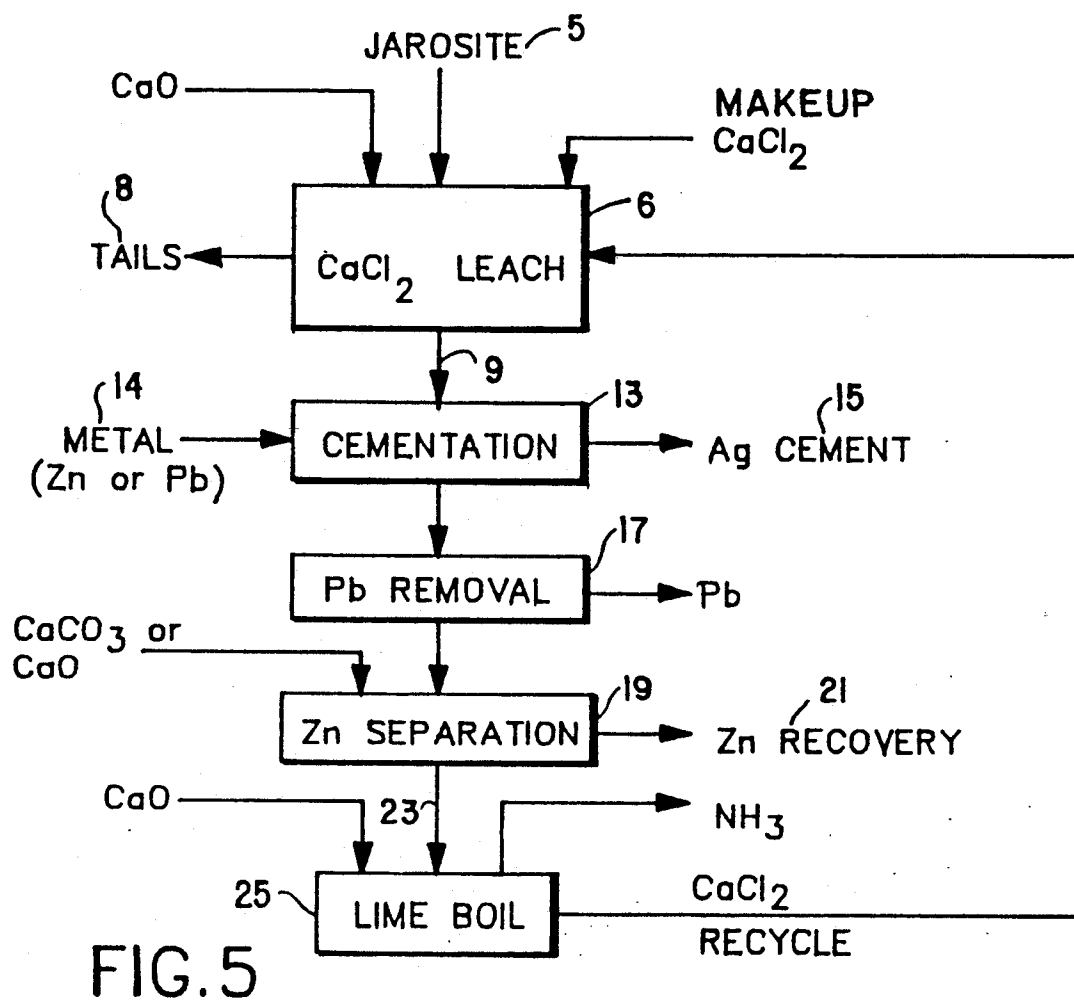 JAROSITE 5
CaO
MAKEUP
CaCl2
8
6
TAILS
CaCl2 LEACH
9
14
13
15
METAL
(Zn or Pb)
CEMENTATION
Ag CEMENT
17
Pb REMOVAL
Pb
CaCO3 or
CaO
19
21
Zn SEPARATION
Zn RECOVERY
CaO
23
NH3
25
LIME BOIL
CaCl2
RECYCLE
FIG.5